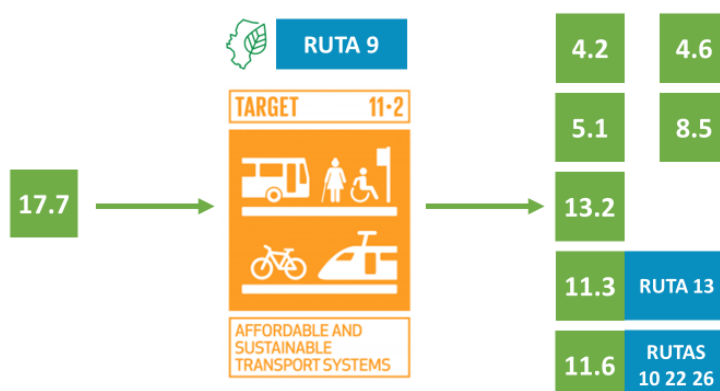 RUTA 9
TARGET 11·2
17.7
AFFORDABLE AND
SUSTAINABLE
TRANSPORT SYSTEMS
4.2 4.6
5.1 8.5
13.2
11.3 RUTA 13
11.6 RUTAS
10 22 26